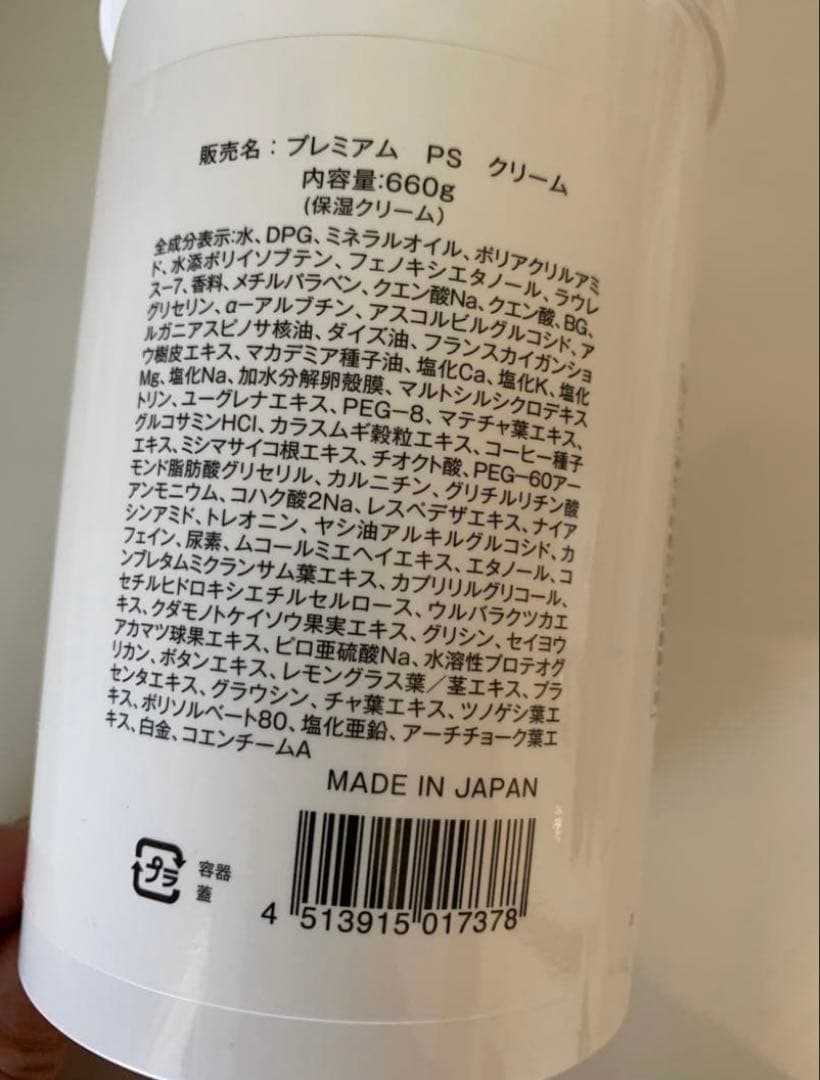 販売名：プレミアム　PS　クリーム
内容量:660g
(保湿クリーム)
全成分表示:水、DPG、ミネラルオイル、ポリアクリルアミ
ド、水添ポリイソブテン、フェノキシエタノール、ラウレ
ス−7、香料、メチルパラベン、クエン酸Na、クエン酸、BG、
グリセリン、α−アルブチン、アスコルビルグルコシド、ア
ルガニアスピノサ核油、ダイズ油、フランスカイガンショ
ウ樹皮エキス、マカデミア種子油、塩化Ca、塩化K、塩化
Mg、塩化Na、加水分解卵殻膜、マルトシルシクロデキス
トリン、ユーグレナエキス、PEG−8、マテチャ葉エキス、
グルコサミンHCl、カラスムギ穀粒エキス、コーヒー種子
エキス、ミシマサイコ根エキス、チオクト酸、PEG−60アー
モンド脂肪酸グリセリル、カルニチン、グリチルリチン酸
アンモニウム、コハク酸2Na、レスベデザエキス、ナイア
シンアミド、トレオニン、ヤシ油アルキルグルコシド、カ
フェイン、尿素、ムコールミエヘイエキス、エタノール、コ
ンブレタムミクランサム葉エキス、カプリリルグリコール、
セチルヒドロキシエチルセルロース、ウルバラクツカエ
キス、クダモノトケイソウ果実エキス、グリシン、セイヨウ
アカマツ球果エキス、ピロ亜硫酸Na、水溶性プロテオグ
リカン、ボタンエキス、レモングラス葉／茎エキス、プラ
センタエキス、グラウシン、チャ葉エキス、ツノゲシ葉エ
キス、ポリソルベート80、塩化亜鉛、アーチチョーク葉エ
キス、白金、コエンチームA
MADE IN JAPAN
プラ
容器
蓋
4 513915 017378